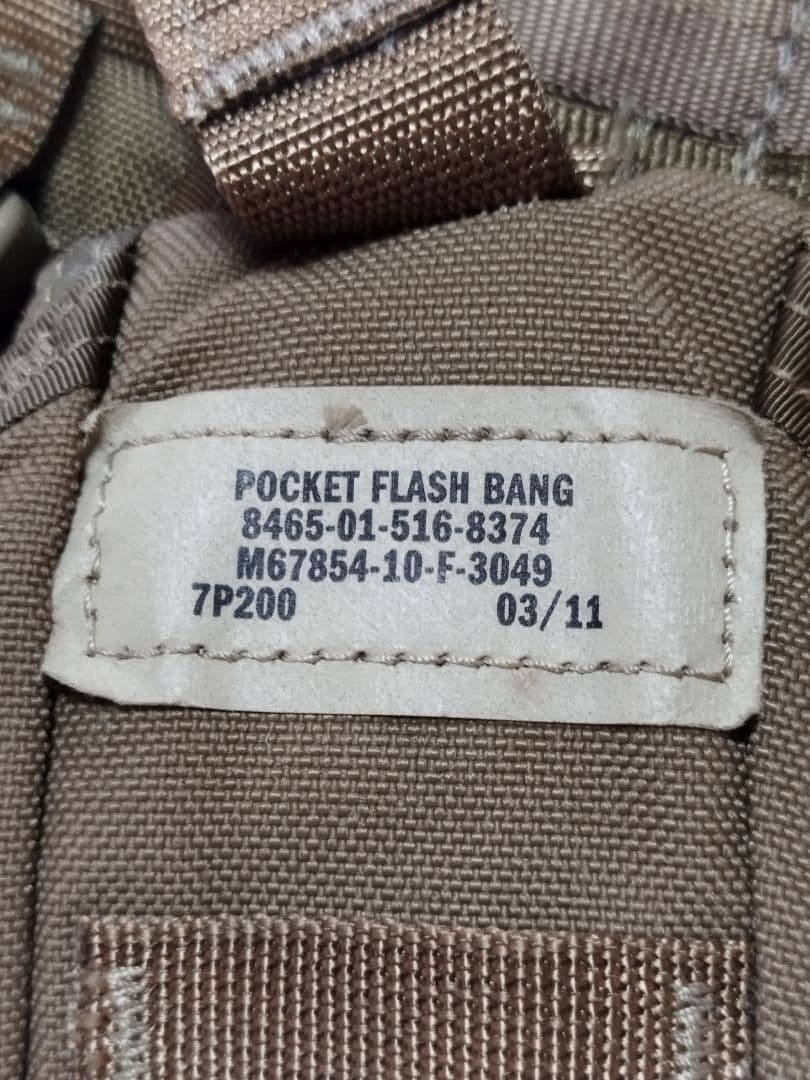 POCKET FLASH BANG
8465-01-516-8374
M67854-10-F-3049
7P200 03/11